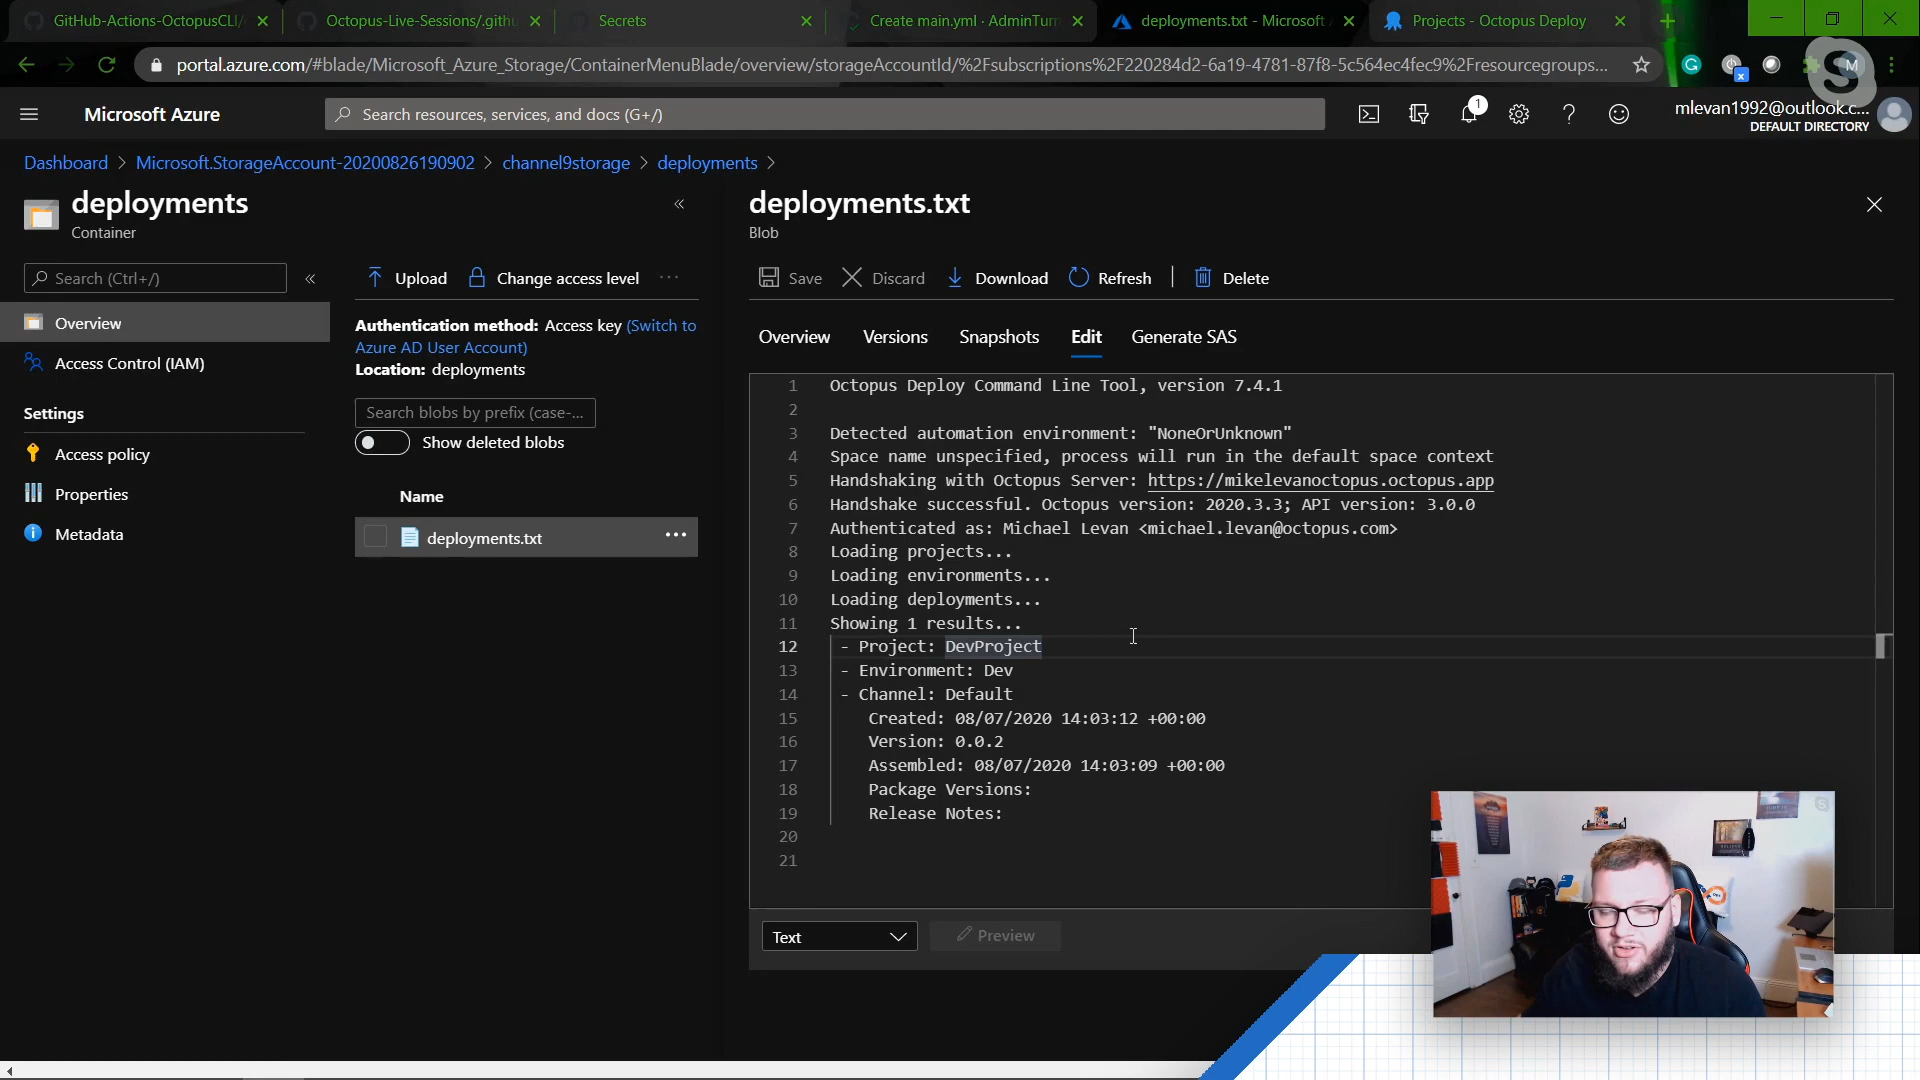 GitHub-Actions-OctopusCLI/
Octopus-Live-Sessions/.githu
Secrets
Create main.yml · AdminTurn
deployments.txt - Microsoft
Projects - Octopus Deploy
portal.azure.com/#blade/Microsoft_Azure_Storage/ContainerMenuBlade/overview/storageAccountId/%2Fsubscriptions%2F220284d2-6a19-4781-87f8-5c564ec4fec9%2Fresourcegroups...
Microsoft Azure
Search resources, services, and docs (G+/)
1
mlevan1992@outlook.c...
DEFAULT DIRECTORY
Dashboard > Microsoft.StorageAccount-20200826190902 > channel9storage > deployments >
deployments
Container
Search (Ctrl+/)
Overview
Access Control (IAM)
Settings
Access policy
Properties
Metadata
Upload
Change access level
Authentication method: Access key (Switch to
Azure AD User Account)
Location: deployments
Search blobs by prefix (case-...
Show deleted blobs
Name
deployments.txt
deployments.txt
Blob
Save
Discard
Download
Refresh
Delete
Overview
Versions
Snapshots
Edit
Generate SAS
1 Octopus Deploy Command Line Tool, version 7.4.1
2
3 Detected automation environment: "NoneOrUnknown"
4 Space name unspecified, process will run in the default space context
5 Handshaking with Octopus Server: https://mikelevanoctopus.octopus.app
6 Handshake successful. Octopus version: 2020.3.3; API version: 3.0.0
7 Authenticated as: Michael Levan <michael.levan@octopus.com>
8 Loading projects...
9 Loading environments...
10 Loading deployments...
11 Showing 1 results...
12 - Project: DevProject
13 - Environment: Dev
14 - Channel: Default
15 Created: 08/07/2020 14:03:12 +00:00
16 Version: 0.0.2
17 Assembled: 08/07/2020 14:03:09 +00:00
18 Package Versions:
19 Release Notes:
20
21
Text
Preview